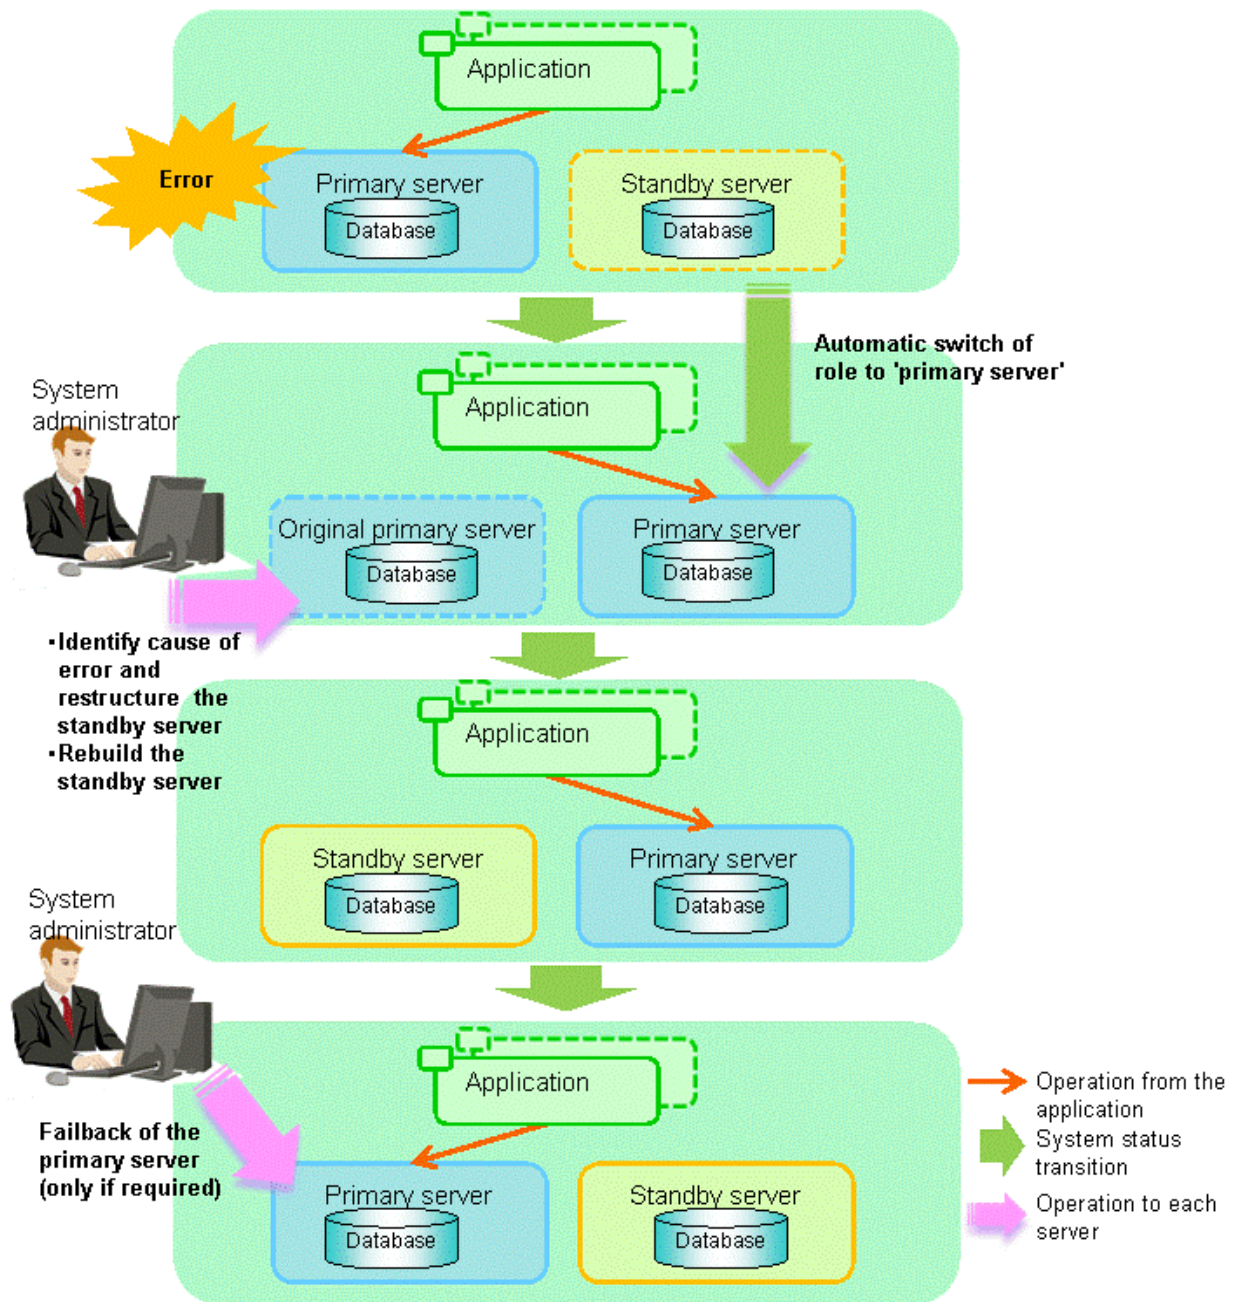 Application
Error
Primary server
Database
Standby server
Database
Automatic switch of
role to 'primary server'
System
administrator
Application
Original primary server
Database
Primary server
Database
・Identify cause of
error and
restructure the
standby server
・Rebuild the
standby server
Application
Standby server
Database
Primary server
Database
System
administrator
Application
Failback of the
primary server
(only if required)
Primary server
Database
Standby server
Database
Operation from the
application
System status
transition
Operation to each
server